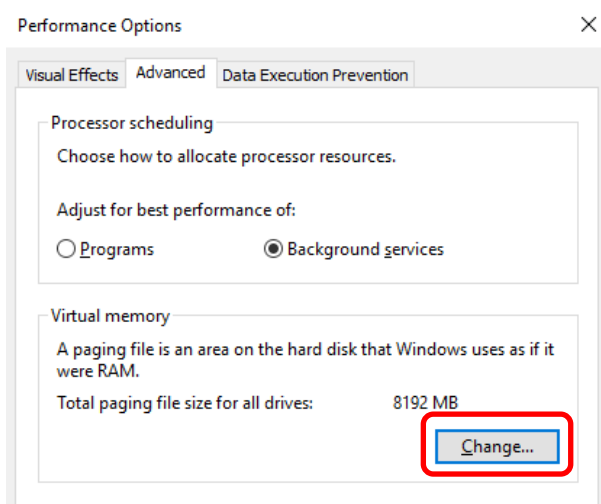 Performance Options
Visual Effects Advanced Data Execution Prevention
Processor scheduling
Choose how to allocate processor resources.
Adjust for best performance of:
Programs Background services
Virtual memory
A paging file is an area on the hard disk that Windows uses as if it
were RAM.
Total paging file size for all drives: 8192 MB
Change...